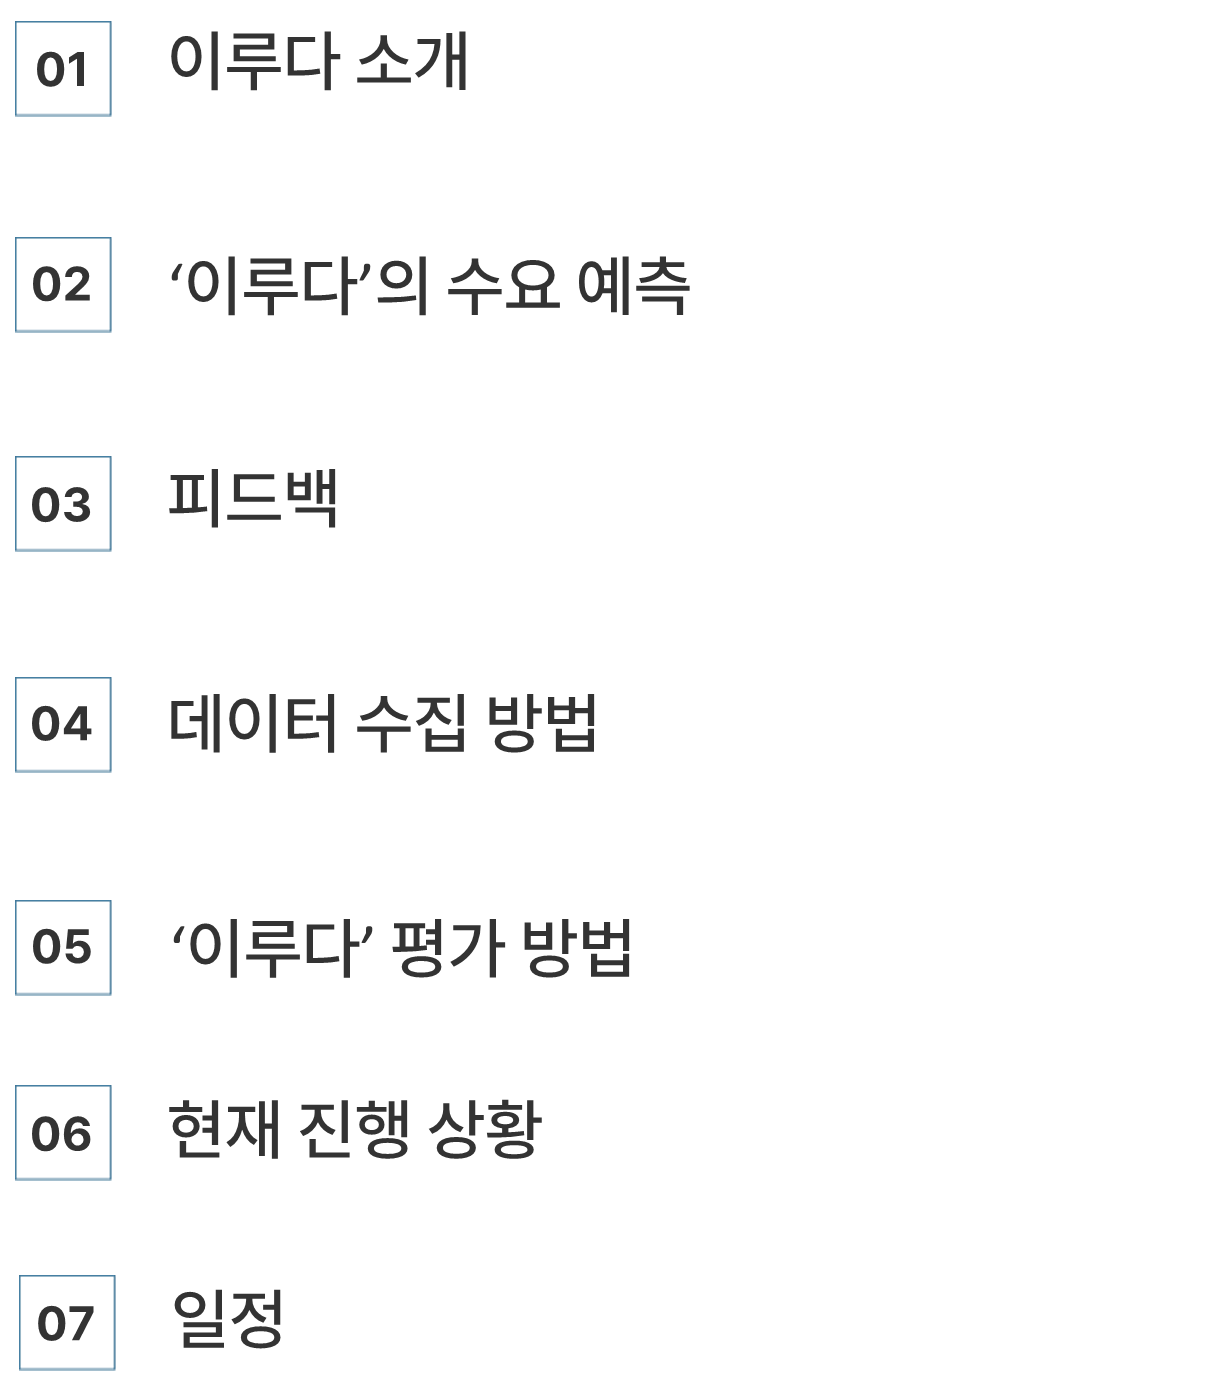 01 이루다 소개
02 ‘이루다’의 수요 예측
03 피드백
04 데이터 수집 방법
05 ‘이루다’ 평가 방법
06 현재 진행 상황
07 일정